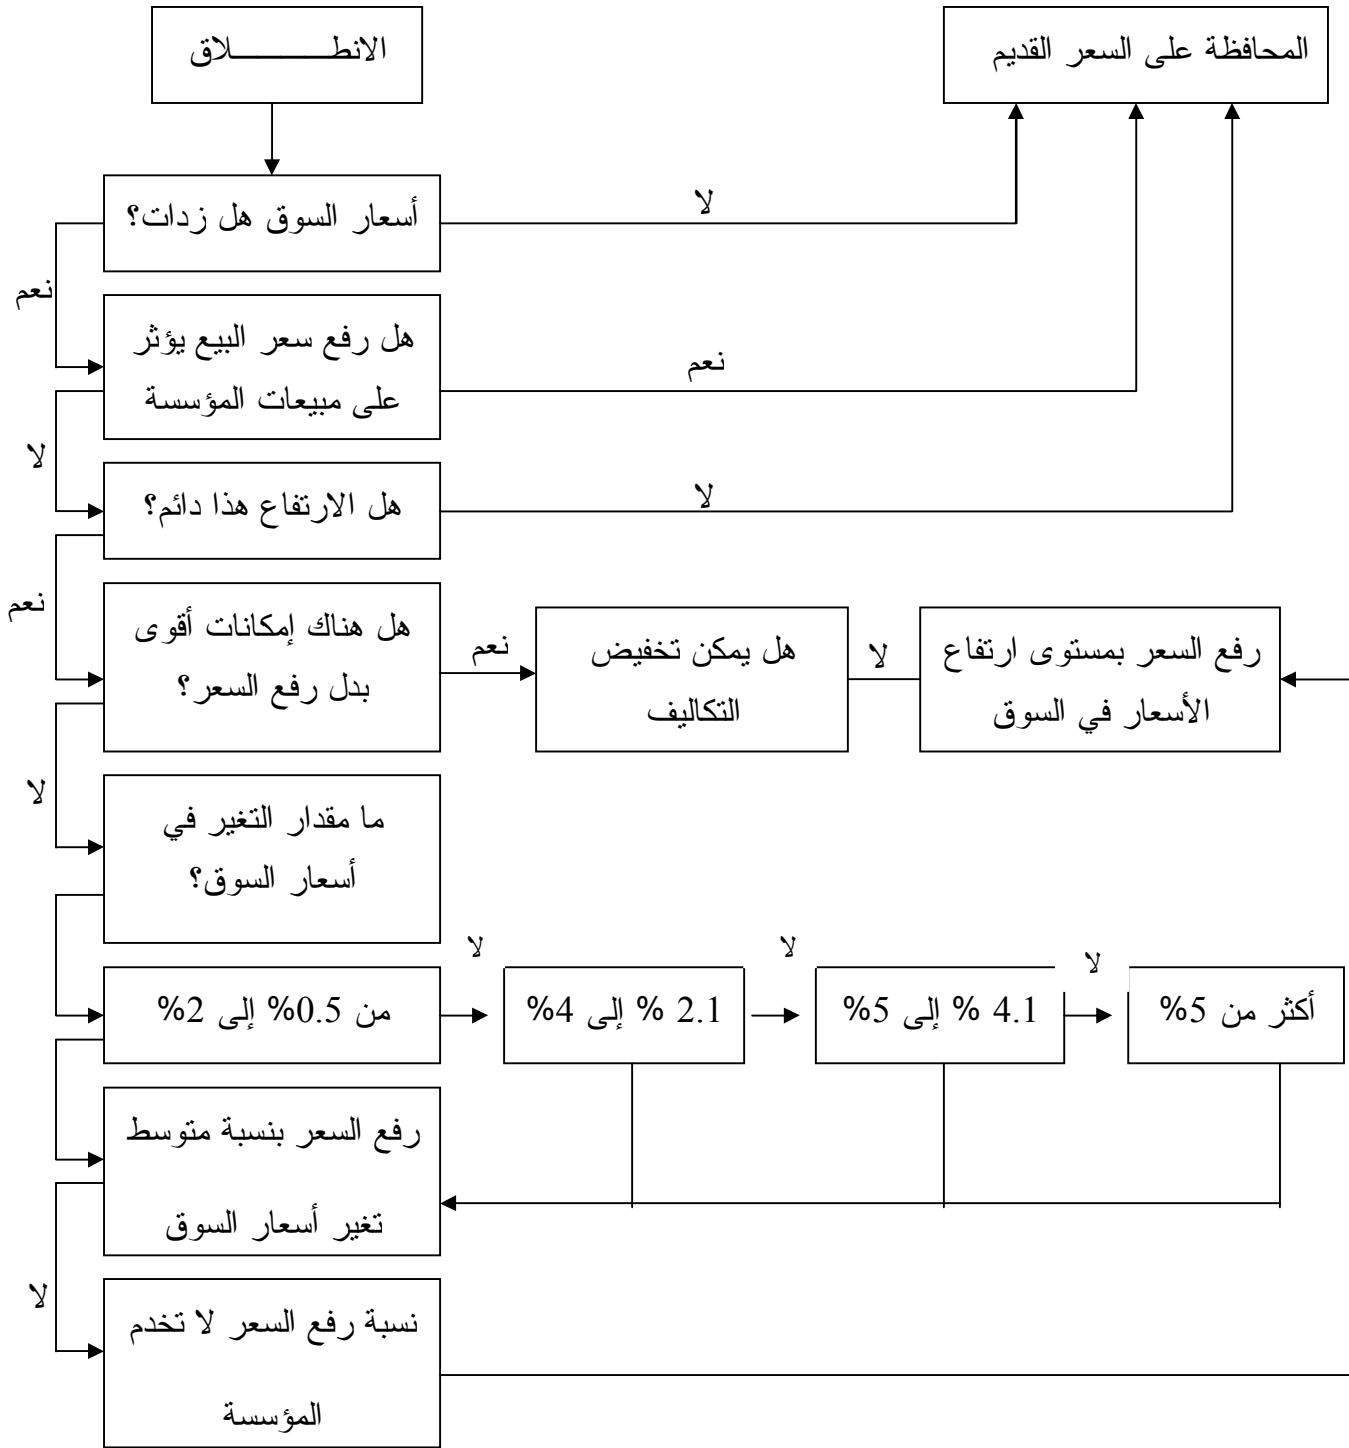 الانطـــــــــــلاق
المحافظة على السعر القديم
أسعار السوق هل زدات؟
لا
نعم
هل رفع سعر البيع يؤثر
على مبيعات المؤسسة
نعم
لا
هل الارتفاع هذا دائم؟
لا
نعم
هل هناك إمكانات أقوى
بدل رفع السعر؟
نعم
هل يمكن تخفيض
التكاليف
لا
رفع السعر بمستوى ارتفاع
الأسعار في السوق
لا
ما مقدار التغير في
أسعار السوق؟
من 0.5% إلى 2%
لا
2.1 % إلى 4%
لا
4.1 % إلى 5%
لا
أكثر من 5%
رفع السعر بنسبة متوسط
تغير أسعار السوق
لا
نسبة رفع السعر لا تخدم
المؤسسة